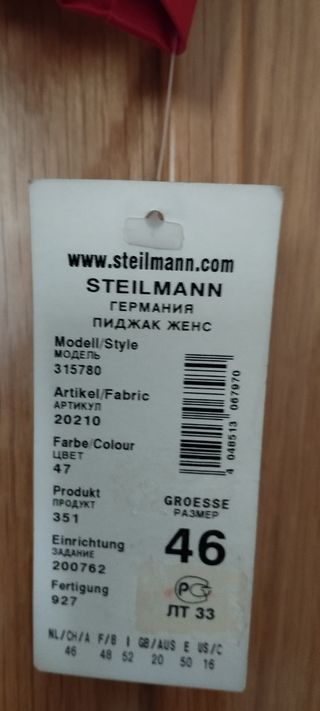 www.steilmann.com
STEILMANN
ГЕРМАНИЯ
ПИДЖАК ЖЕНС
Modell/Style
МОДЕЛЬ
315780
Artikel/Fabric
АРТИКУЛ
20210
Farbe/Colour
ЦВЕТ
47
Produkt
ПРОДУКТ
351
Einrichtung
ЗАДАНИЕ
200762
Fertigung
927
4 048513 067970
GROESSE
РАЗМЕР
46
РС
ЛТ 33
NL/CH/A F/B I GB/AUS E US/C
46 48 52 20 50 16